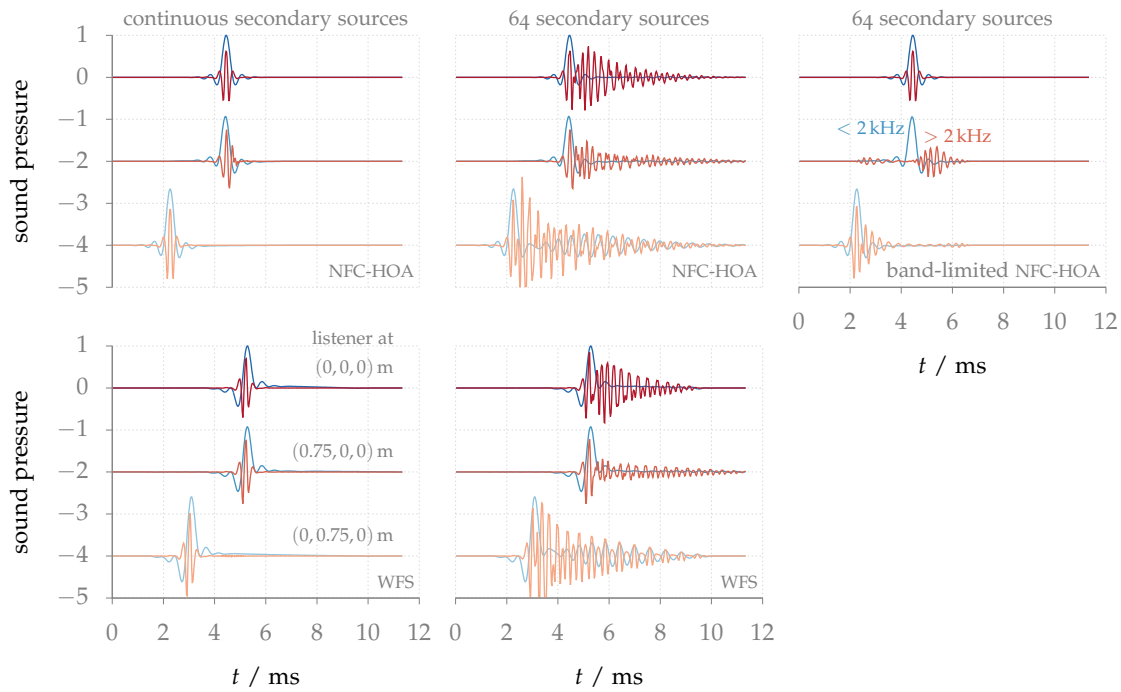 continuous secondary sources
64 secondary sources
64 secondary sources
sound pressure
1
0
−1
−2
−3
−4
−5
< 2 kHz
> 2 kHz
NFC-HOA
NFC-HOA
band-limited NFC-HOA
0 2 4 6 8 10 12
t / ms
sound pressure
1
0
−1
−2
−3
−4
−5
listener at
(0, 0, 0) m
(0.75, 0, 0) m
(0, 0.75, 0) m
WFS
WFS
0 2 4 6 8 10 12
0 2 4 6 8 10 12
t / ms
t / ms